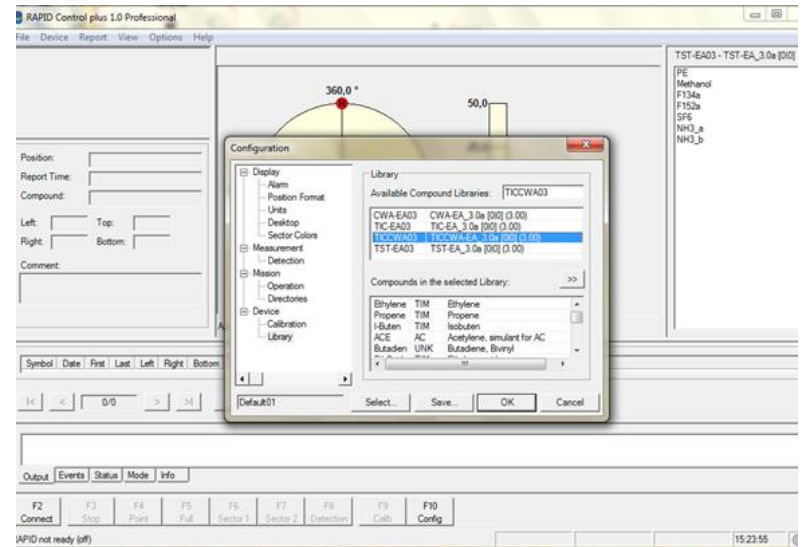 RAPID Control plus 1.0 Professional
File Device Report View Options Help
TST-EA03 - TST-EA_3.0a [0|0]
PE
Methanol
F134a
F152a
SF6
NH3_a
NH3_b
360,0 °
50,0
Position:
Report Time:
Compound:
Left: Top:
Right: Bottom:
Comment:
Configuration
Display
Alarm
Position Format
Units
Desktop
Sector Colors
Measurement
Detection
Mission
Operation
Directories
Device
Calibration
Library
Library
Available Compound Libraries: TICCWA03
CWA-EA03 CWA-EA_3.0a [0|0] (3.00)
TIC-EA03 TIC-EA_3.0a [0|0] (3.00)
TICCWA03 TICCWA-EA_3.0a [0|0] (3.00)
TST-EA03 TST-EA_3.0a [0|0] (3.00)
Compounds in the selected Library: >>
Ethylene TIM Ethylene
Propene TIM Propene
I-Buten TIM Isobuten
ACE AC Acetylene, simulant for AC
Butadien UNK Butadiene, Bivinyl
Default01 Select... Save... OK Cancel
Symbol Date First Last Left Right Bottom
|< < 0/0 > >|
Output Events Status Mode Info
F2 F3 F4 F5 F6 F7 F8 F9 F10
Connect Stop Point Full Sector 1 Sector 2 Detection Calib Config
RAPID not ready (off) 15:23:55